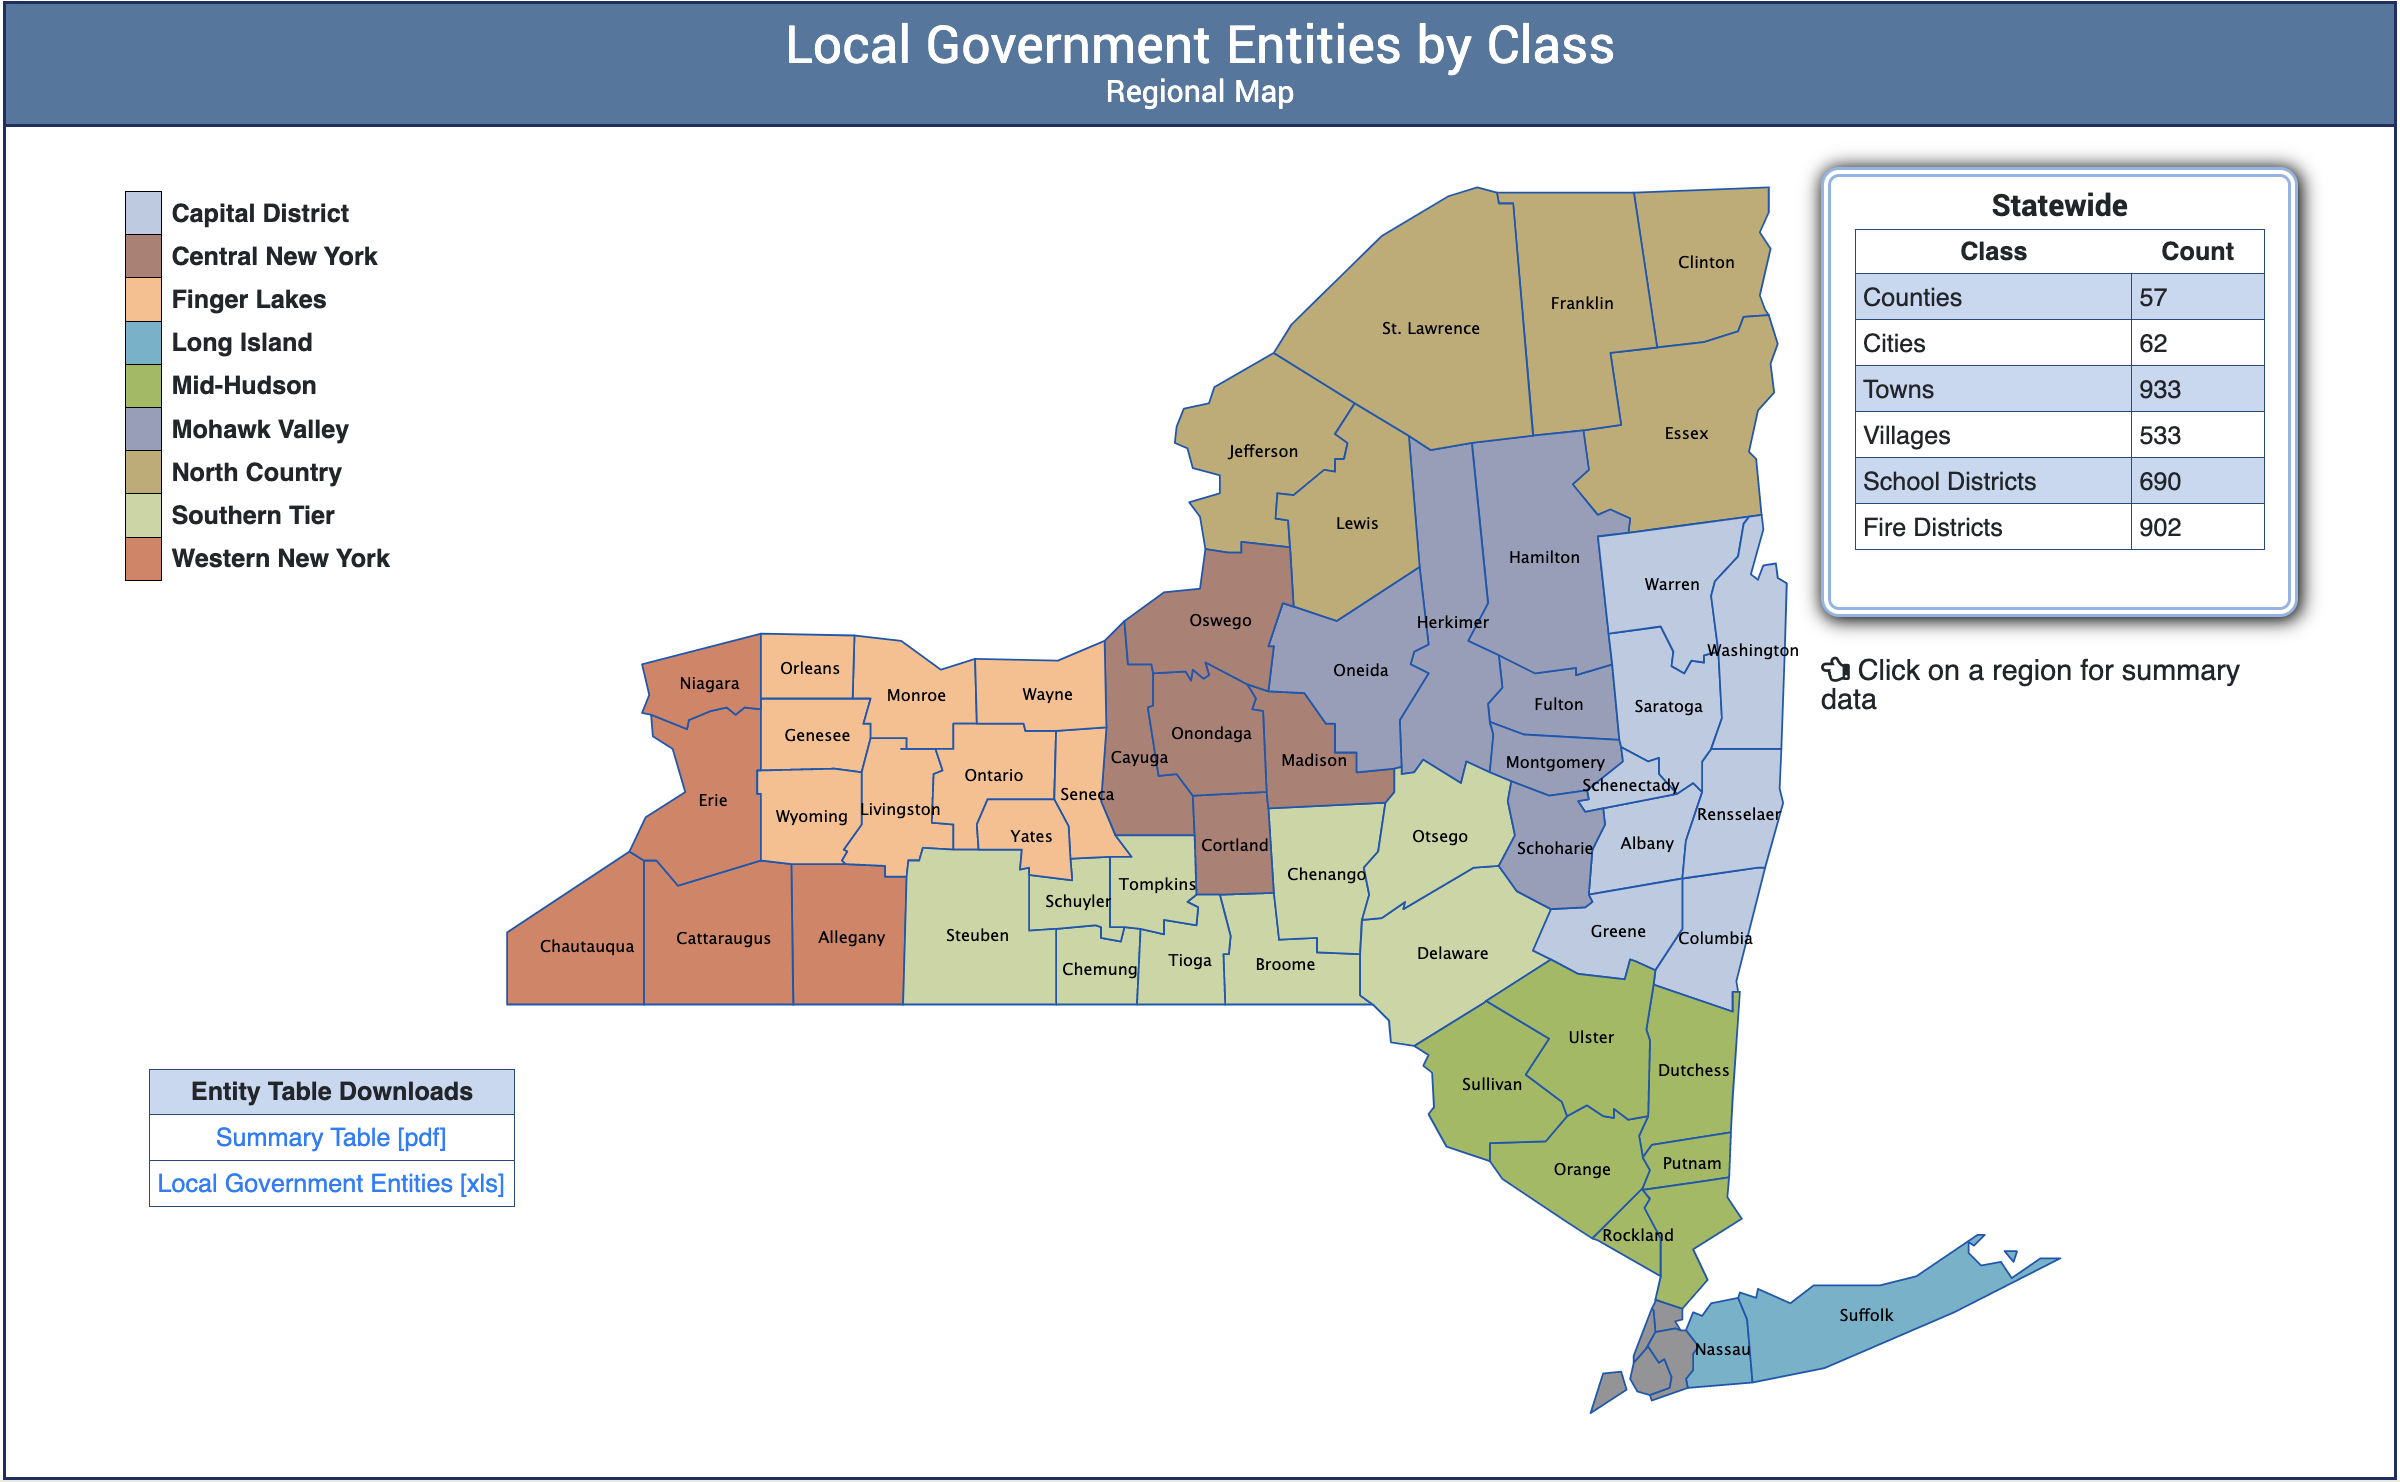 Local Government Entities by Class
Regional Map
Capital District
Central New York
Finger Lakes
Long Island
Mid-Hudson
Mohawk Valley
North Country
Southern Tier
Western New York
Statewide
Class Count
Counties 57
Cities 62
Towns 933
Villages 533
School Districts 690
Fire Districts 902
Click on a region for summary
data
Clinton
Franklin
St. Lawrence
Essex
Jefferson
Lewis
Hamilton
Warren
Oswego
Herkimer
Washington
Oneida
Orleans
Niagara
Monroe
Wayne
Fulton
Saratoga
Genesee
Onondaga
Cayuga
Madison
Montgomery
Ontario
Schenectady
Seneca
Erie
Livingston
Wyoming
Rensselaer
Yates
Otsego
Albany
Cortland
Schoharie
Chenango
Tompkins
Schuyler
Greene
Steuben
Allegany
Cattaraugus
Columbia
Chautauqua
Delaware
Tioga
Broome
Chemung
Ulster
Dutchess
Sullivan
Putnam
Orange
Rockland
Suffolk
Nassau
Entity Table Downloads
Summary Table [pdf]
Local Government Entities [xls]